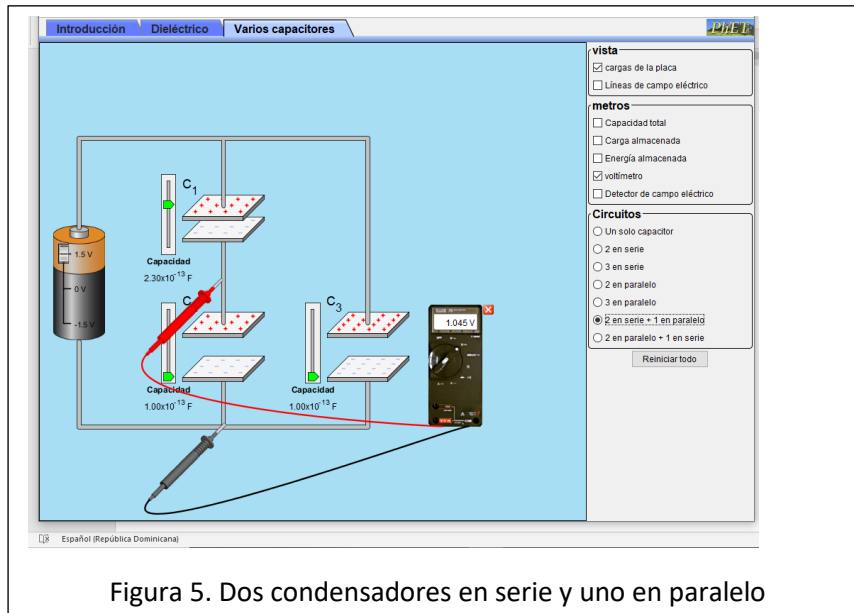 Introducción Dieléctrico Varios capacitores
PhET
vista
cargas de la placa
Líneas de campo eléctrico
metros
Capacidad total
Carga almacenada
Energía almacenada
voltímetro
Detector de campo eléctrico
Circuitos
Un solo capacitor
2 en serie
3 en serie
2 en paralelo
3 en paralelo
2 en serie + 1 en paralelo
2 en paralelo + 1 en serie
Reiniciar todo
C1
Capacidad
2.30x10-13 F
1.5 V
0 V
-1.5 V
C
Capacidad
1.00x10-13 F
C3
Capacidad
1.00x10-13 F
1.045 V
Español (República Dominicana)
Figura 5. Dos condensadores en serie y uno en paralelo